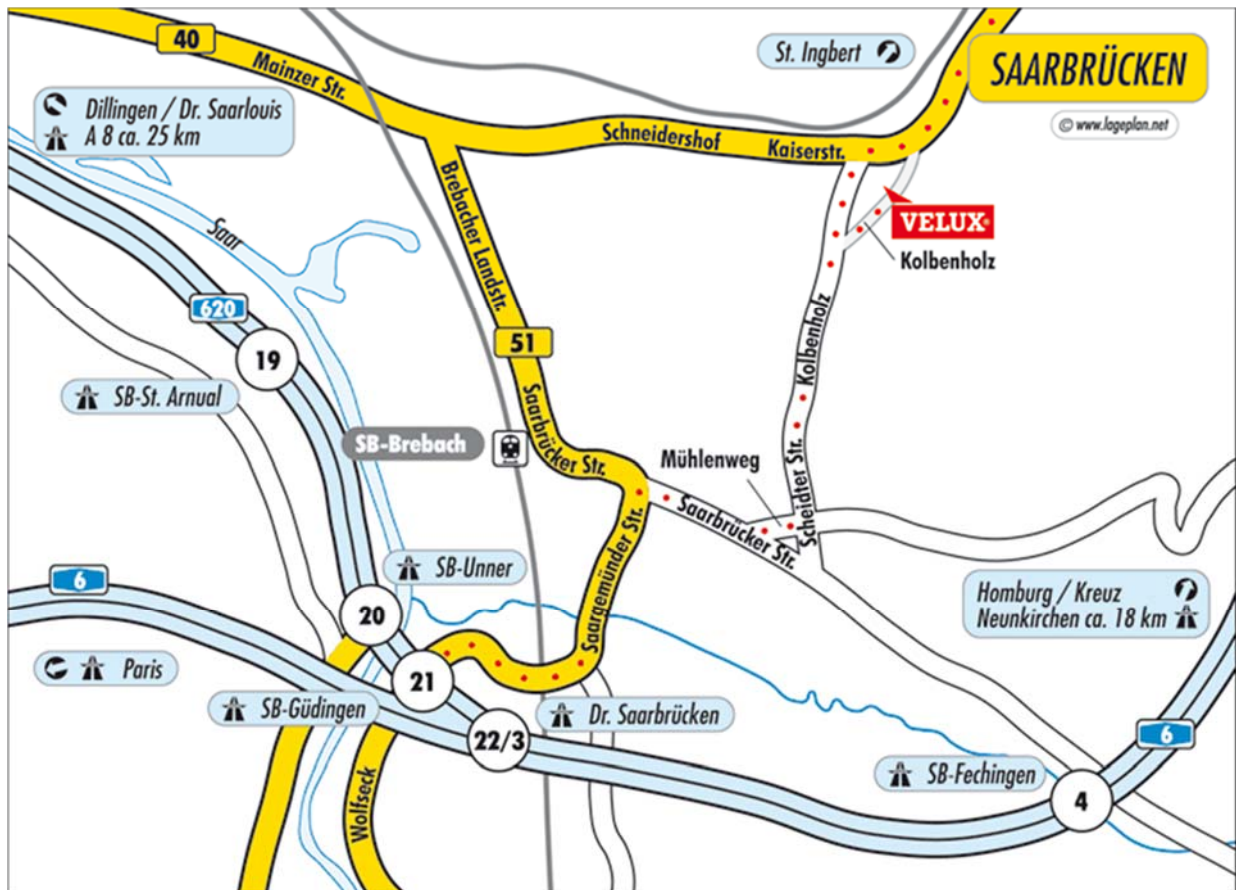 40
Mainzer Str.
St. Ingbert
SAARBRÜCKEN
© www.lageplan.net
Dillingen / Dr. Saarlouis
A 8 ca. 25 km
Schneidershof
Kaiserstr.
Brebacher Landstr.
Saar
VELUX®
Kolbenholz
620
19
51
Kolbenholz
SB-St. Arnual
Saarbrücker Str.
SB-Brebach
Mühlenweg
Scheidter Str.
Saarbrücker Str.
Saargemünder Str.
SB-Unner
6
20
Homburg / Kreuz
Neunkirchen ca. 18 km
Paris
21
SB-Güdingen
Dr. Saarbrücken
22/3
6
SB-Fechingen
4
Wolfseck